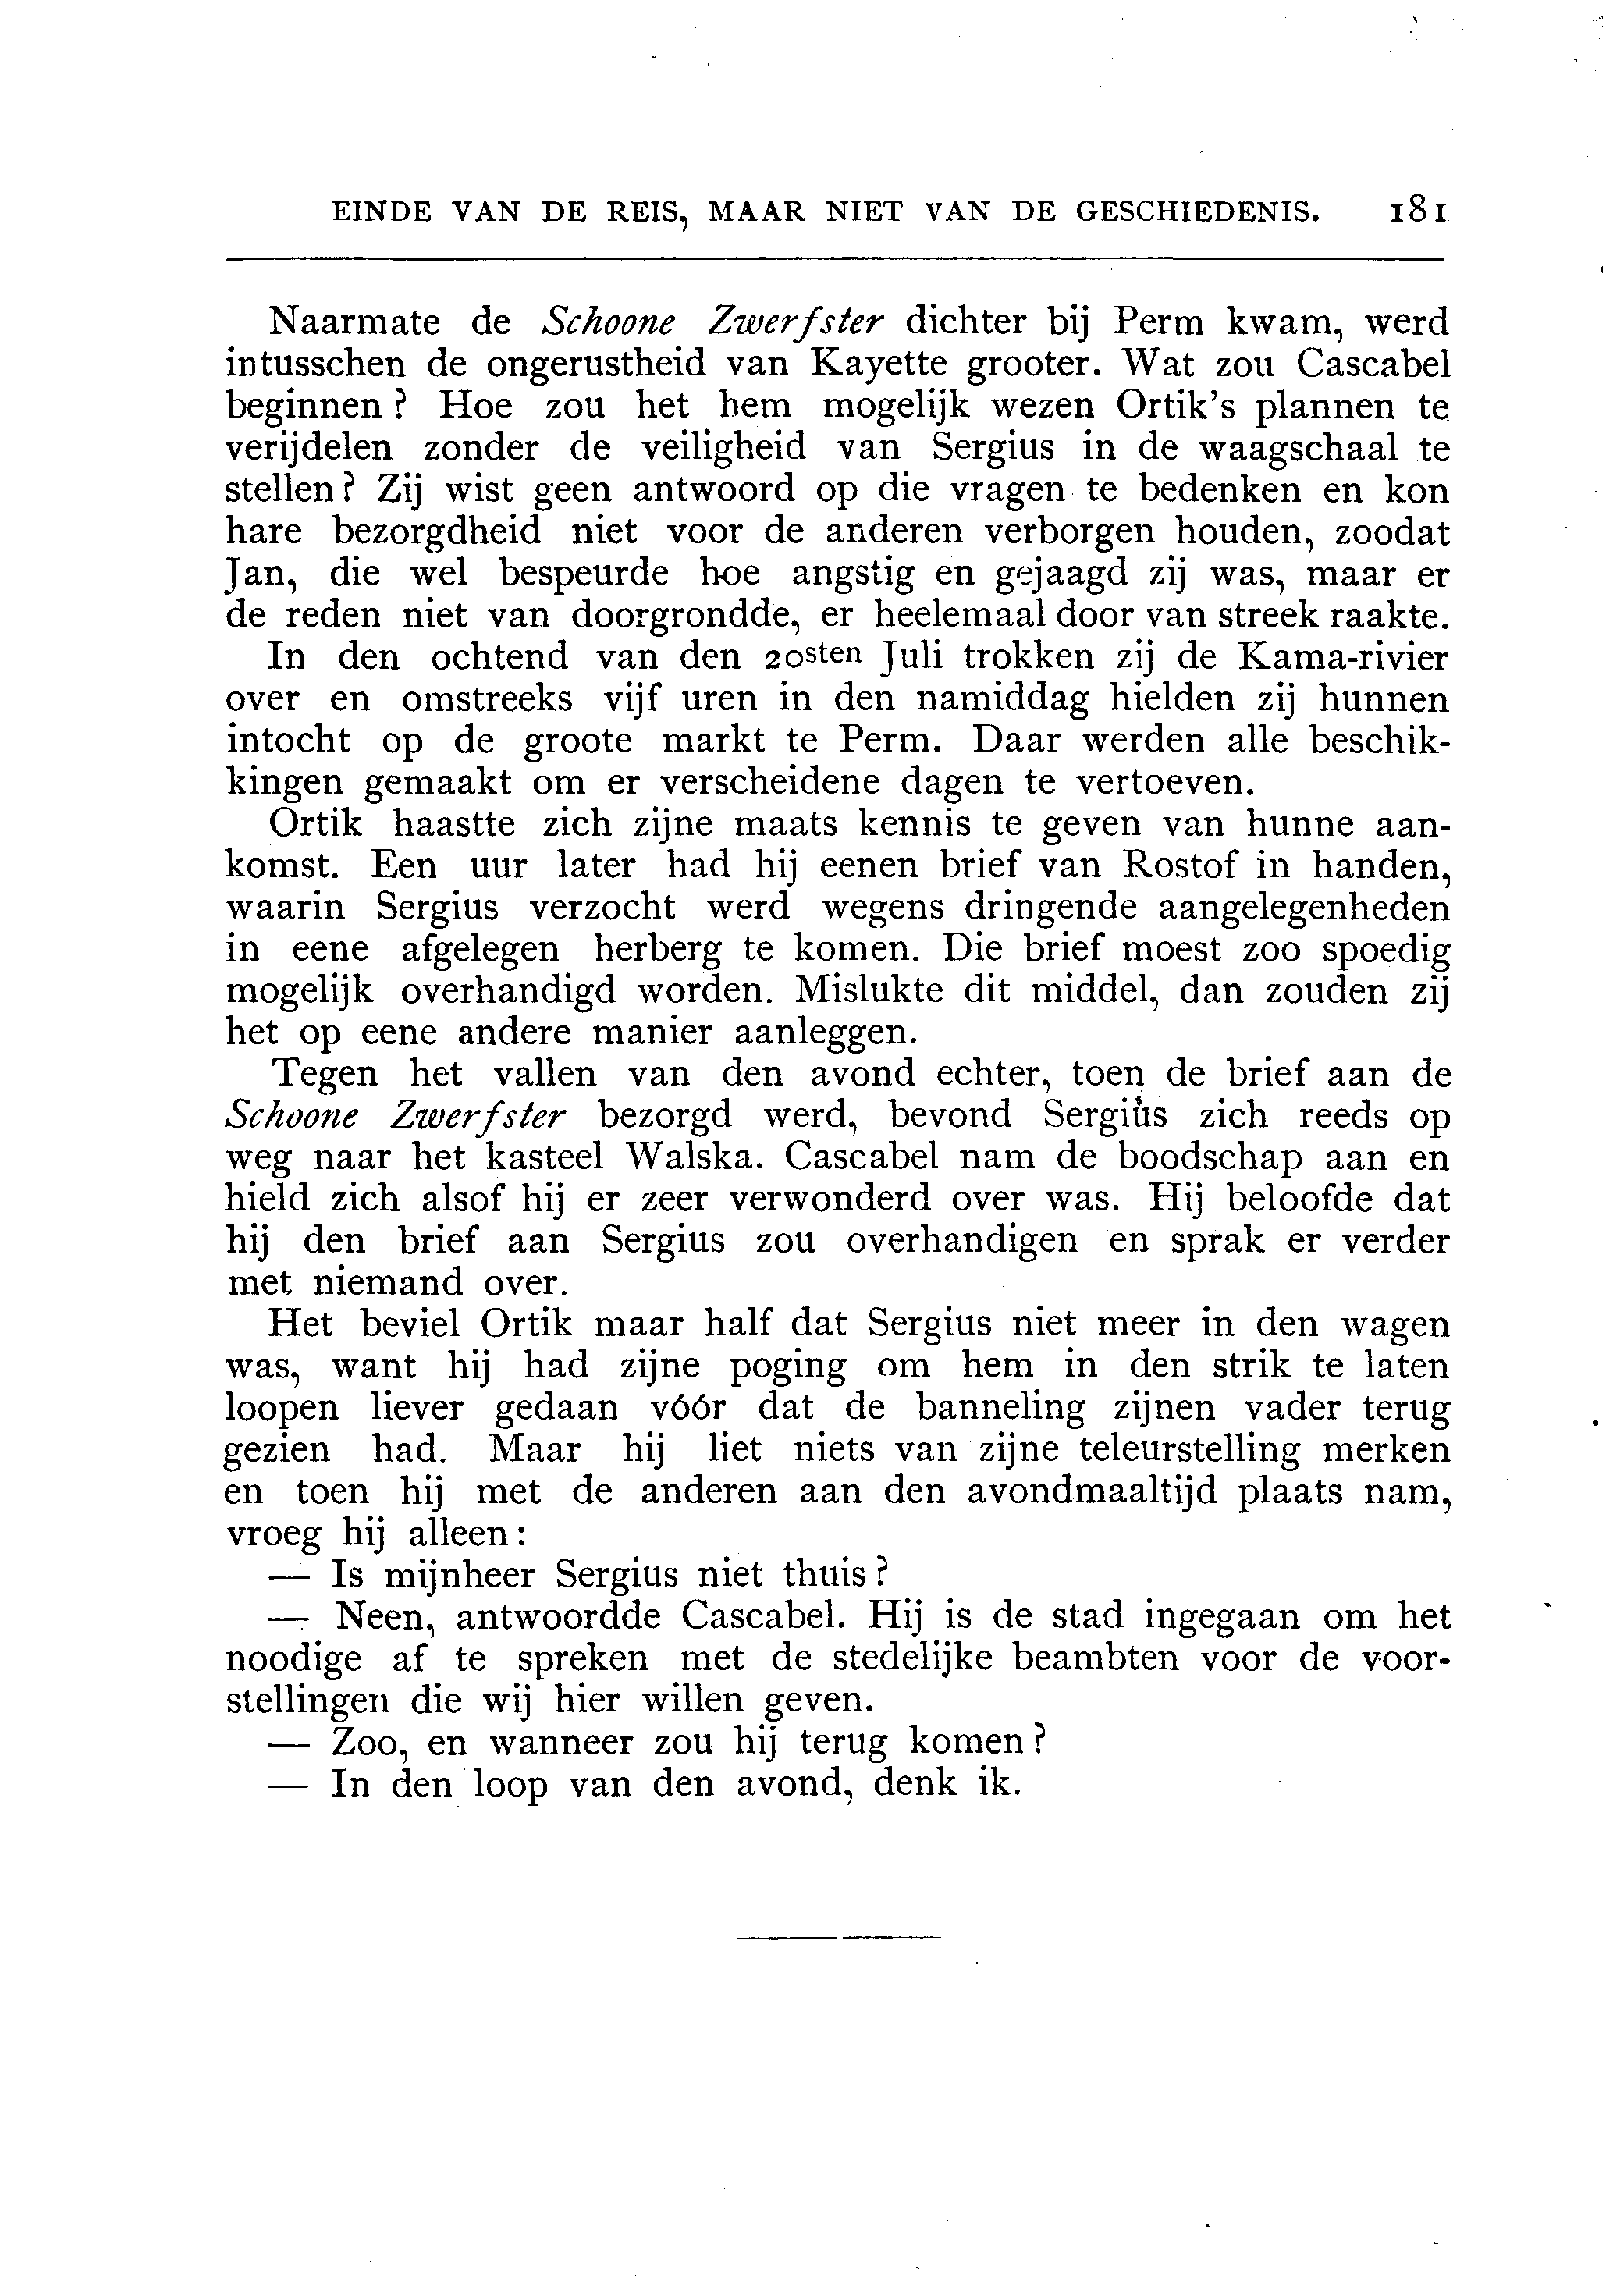 EINDE VAN DE REIS, MAAR NIET VAN DE GESCHIEDENIS. 181
Naarmate de Schoone Zwerfster dichter bij Perm kwam, werd
intusschen de ongerustheid van Kayette grooter. Wat zou Cascabel
beginnen? Hoe zou het hem mogelijk wezen Ortik's plannen te
verijdelen zonder de veiligheid van Sergius in de waagschaal te
stellen? Zij wist geen antwoord op die vragen te bedenken en kon
hare bezorgdheid niet voor de anderen verborgen houden, zoodat
Jan, die wel bespeurde hoe angstig en gejaagd zij was, maar er
de reden niet van doorgrondde, er heelemaal door van streek raakte.
In den ochtend van den 20sten Juli trokken zij de Kama-rivier
over en omstreeks vijf uren in den namiddag hielden zij hunnen
intocht op de groote markt te Perm. Daar werden alle beschik-
kingen gemaakt om er verscheidene dagen te vertoeven.
Ortik haastte zich zijne maats kennis te geven van hunne aan-
komst. Een uur later had hij eenen brief van Rostof in handen,
waarin Sergius verzocht werd wegens dringende aangelegenheden
in eene afgelegen herberg te komen. Die brief moest zoo spoedig
mogelijk overhandigd worden. Mislukte dit middel, dan zouden zij
het op eene andere manier aanleggen.
Tegen het vallen van den avond echter, toen de brief aan de
Schoone Zwerfster bezorgd werd, bevond Sergius zich reeds op
weg naar het kasteel Walska. Cascabel nam de boodschap aan en
hield zich alsof hij er zeer verwonderd over was. Hij beloofde dat
hij den brief aan Sergius zou overhandigen en sprak er verder
met niemand over.
Het beviel Ortik maar half dat Sergius niet meer in den wagen
was, want hij had zijne poging om hem in den strik te laten
loopen liever gedaan vóór dat de banneling zijnen vader terug
gezien had. Maar hij liet niets van zijne teleurstelling merken
en toen hij met de anderen aan den avondmaaltijd plaats nam,
vroeg hij alleen:
— Is mijnheer Sergius niet thuis?
— Neen, antwoordde Cascabel. Hij is de stad ingegaan om het
noodige af te spreken met de stedelijke beambten voor de voor-
stellingen die wij hier willen geven.
— Zoo, en wanneer zou hij terug komen?
— In den loop van den avond, denk ik.